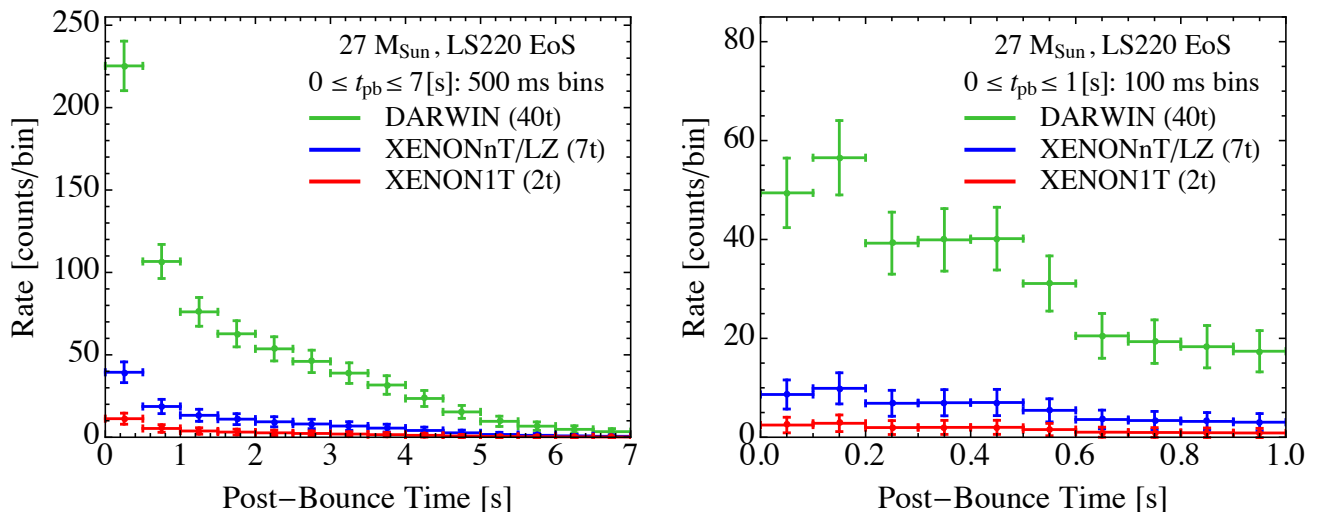 27 M_Sun, LS220 EoS
0 ≤ t_pb ≤ 7[s]: 500 ms bins
DARWIN (40t)
XENONnT/LZ (7t)
XENON1T (2t)
Rate [counts/bin]
250
200
150
100
50
0
0 1 2 3 4 5 6 7
Post−Bounce Time [s]
27 M_Sun, LS220 EoS
0 ≤ t_pb ≤ 1[s]: 100 ms bins
DARWIN (40t)
XENONnT/LZ (7t)
XENON1T (2t)
Rate [counts/bin]
80
60
40
20
0
0.0 0.2 0.4 0.6 0.8 1.0
Post−Bounce Time [s]